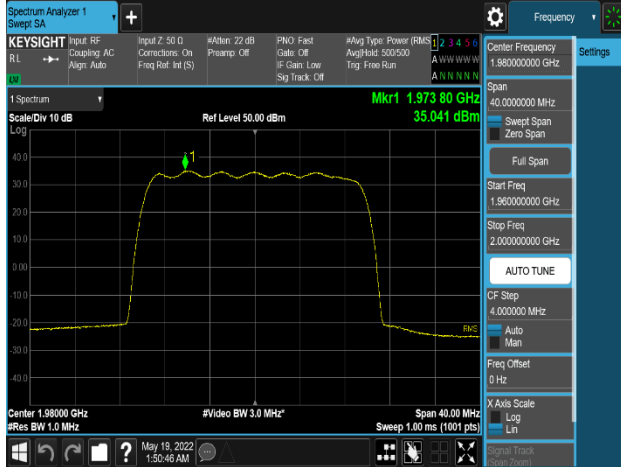 Spectrum Analyzer 1
Swept SA
Frequency
KEYSIGHT
Input: RF
Input Z: 50 Ω
#Atten: 22 dB
PNO: Fast
#Avg Type: Power (RMS
1 2 3 4 5 6
R L
Coupling: AC
Corrections: On
Preamp: Off
Gate: Off
Avg|Hold: 500/500
A W W W W W
Align: Auto
Freq Ref: Int (S)
IF Gain: Low
Trig: Free Run
Sig Track: Off
A N N N N N
LXI
1 Spectrum
Mkr1 1.973 80 GHz
Scale/Div 10 dB
Ref Level 50.00 dBm
35.041 dBm
Log
40.0
30.0
20.0
10.0
0.00
-10.0
-20.0
-30.0
-40.0
1
RMS
Center 1.98000 GHz
#Video BW 3.0 MHz*
Span 40.00 MHz
#Res BW 1.0 MHz
Sweep 1.00 ms (1001 pts)
May 19, 2022
1:50:46 AM
Center Frequency
1.980000000 GHz
Settings
Span
40.0000000 MHz
Swept Span
Zero Span
Full Span
Start Freq
1.960000000 GHz
Stop Freq
2.000000000 GHz
AUTO TUNE
CF Step
4.000000 MHz
Auto
Man
Freq Offset
0 Hz
X Axis Scale
Log
Lin
Signal Track
(Span Zoom)